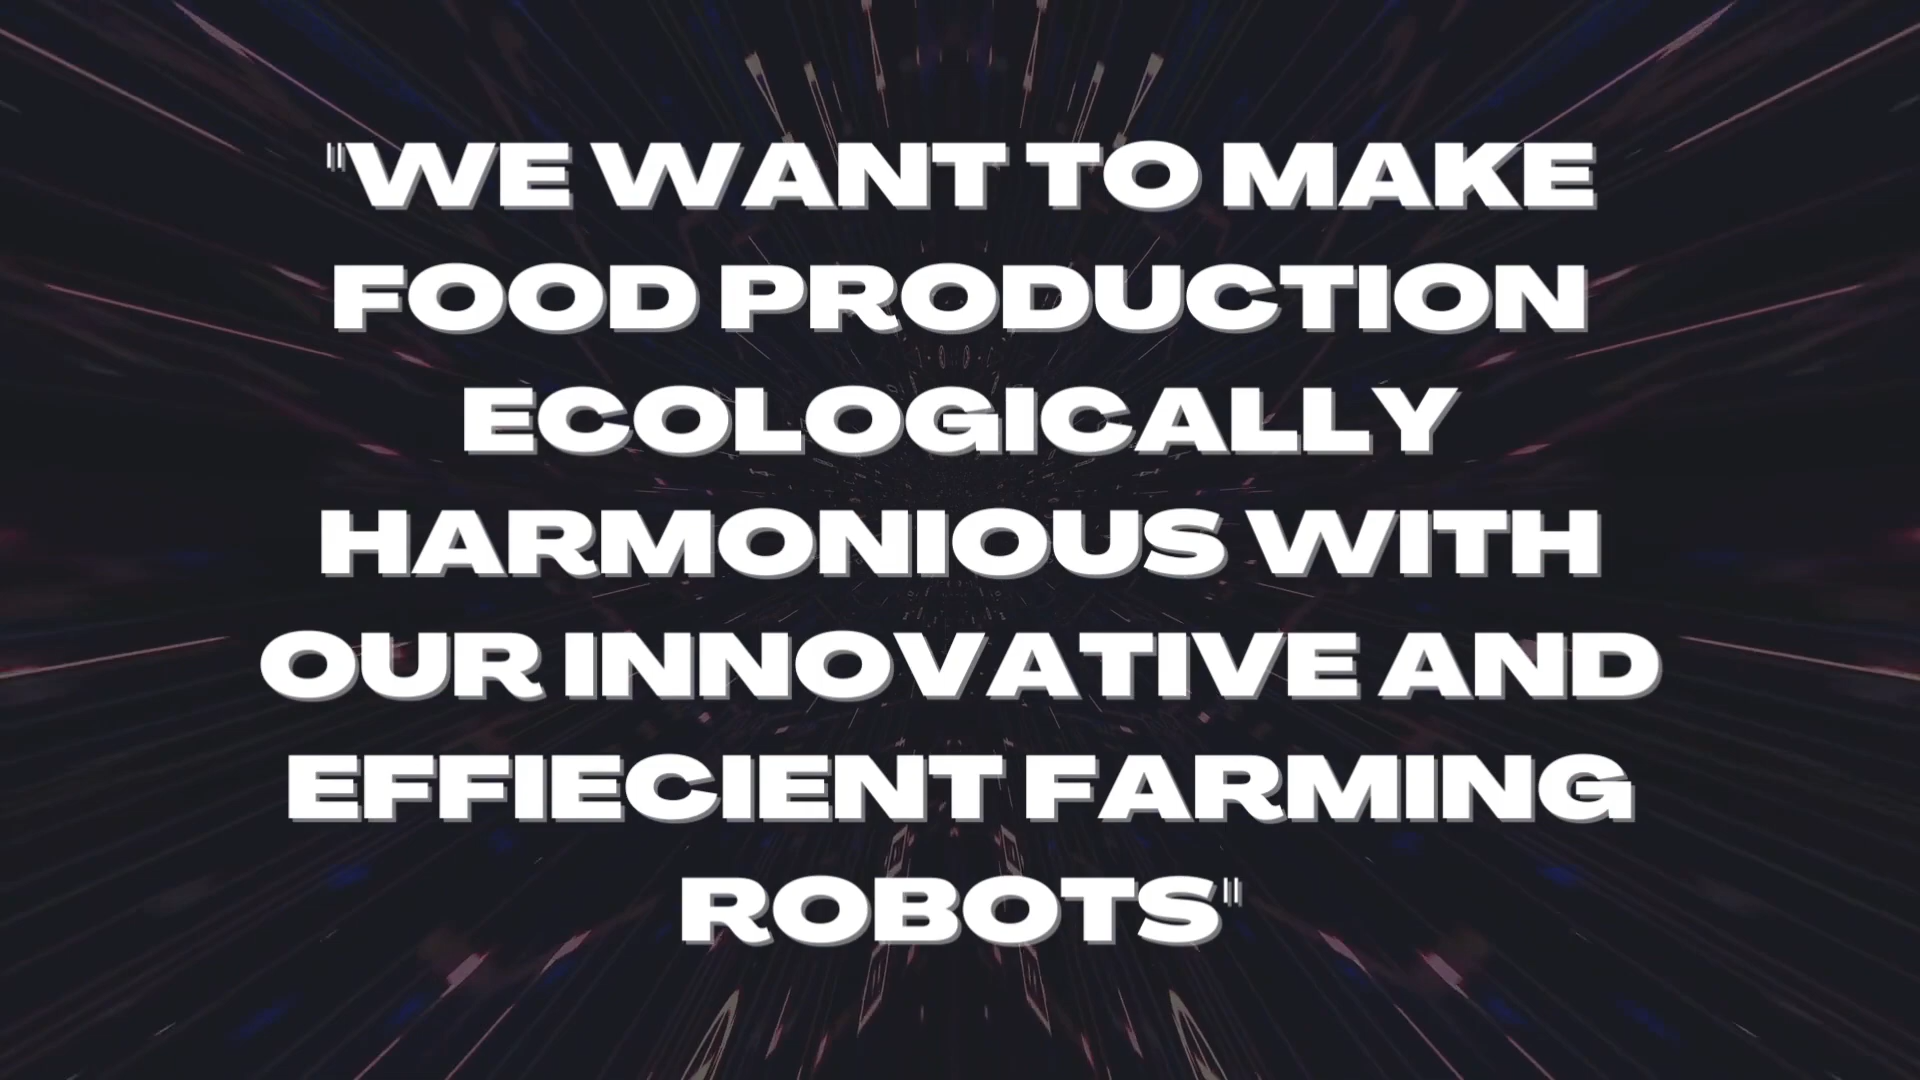 "WE WANT TO MAKE
FOOD PRODUCTION
ECOLOGICALLY
HARMONIOUS WITH
OUR INNOVATIVE AND
EFFIECIENT FARMING
ROBOTS"